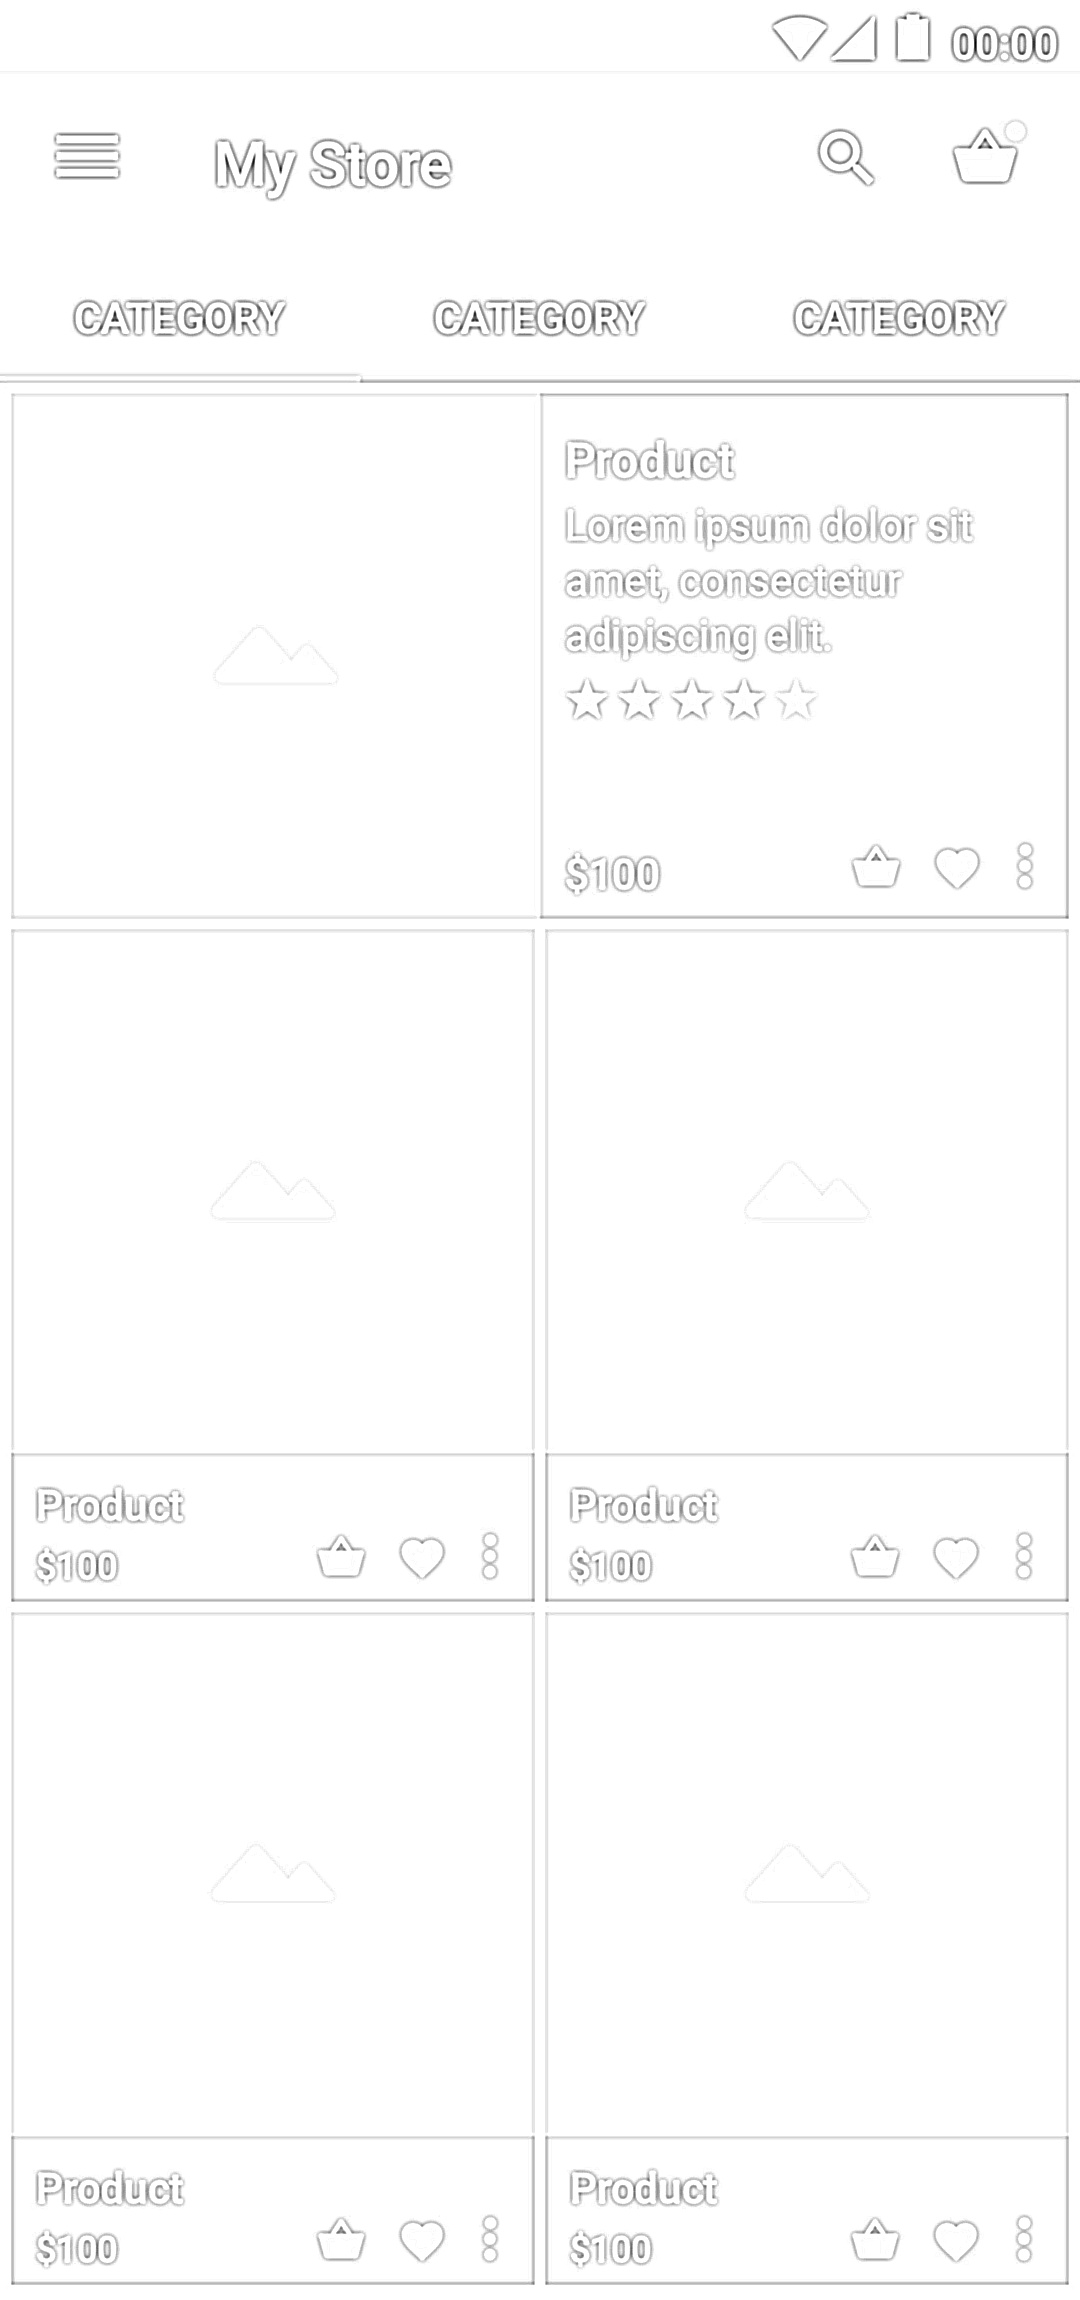 00:00
My Store
CATEGORY CATEGORY CATEGORY
Product
Lorem ipsum dolor sit
amet, consectetur
adipiscing elit.
$100
Product
$100
Product
$100
Product
$100
Product
$100